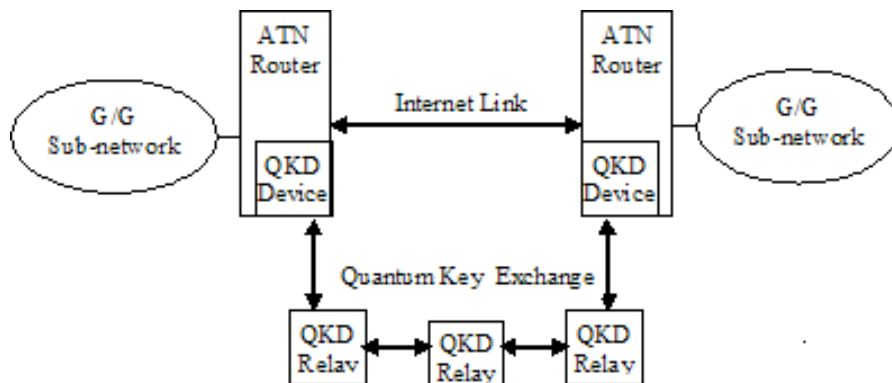 ATN
Router
ATN
Router
G/G
Sub-network
Internet Link
G/G
Sub-network
QKD
Device
QKD
Device
Quantum Key Exchange
QKD
Relay
QKD
Relay
QKD
Relay